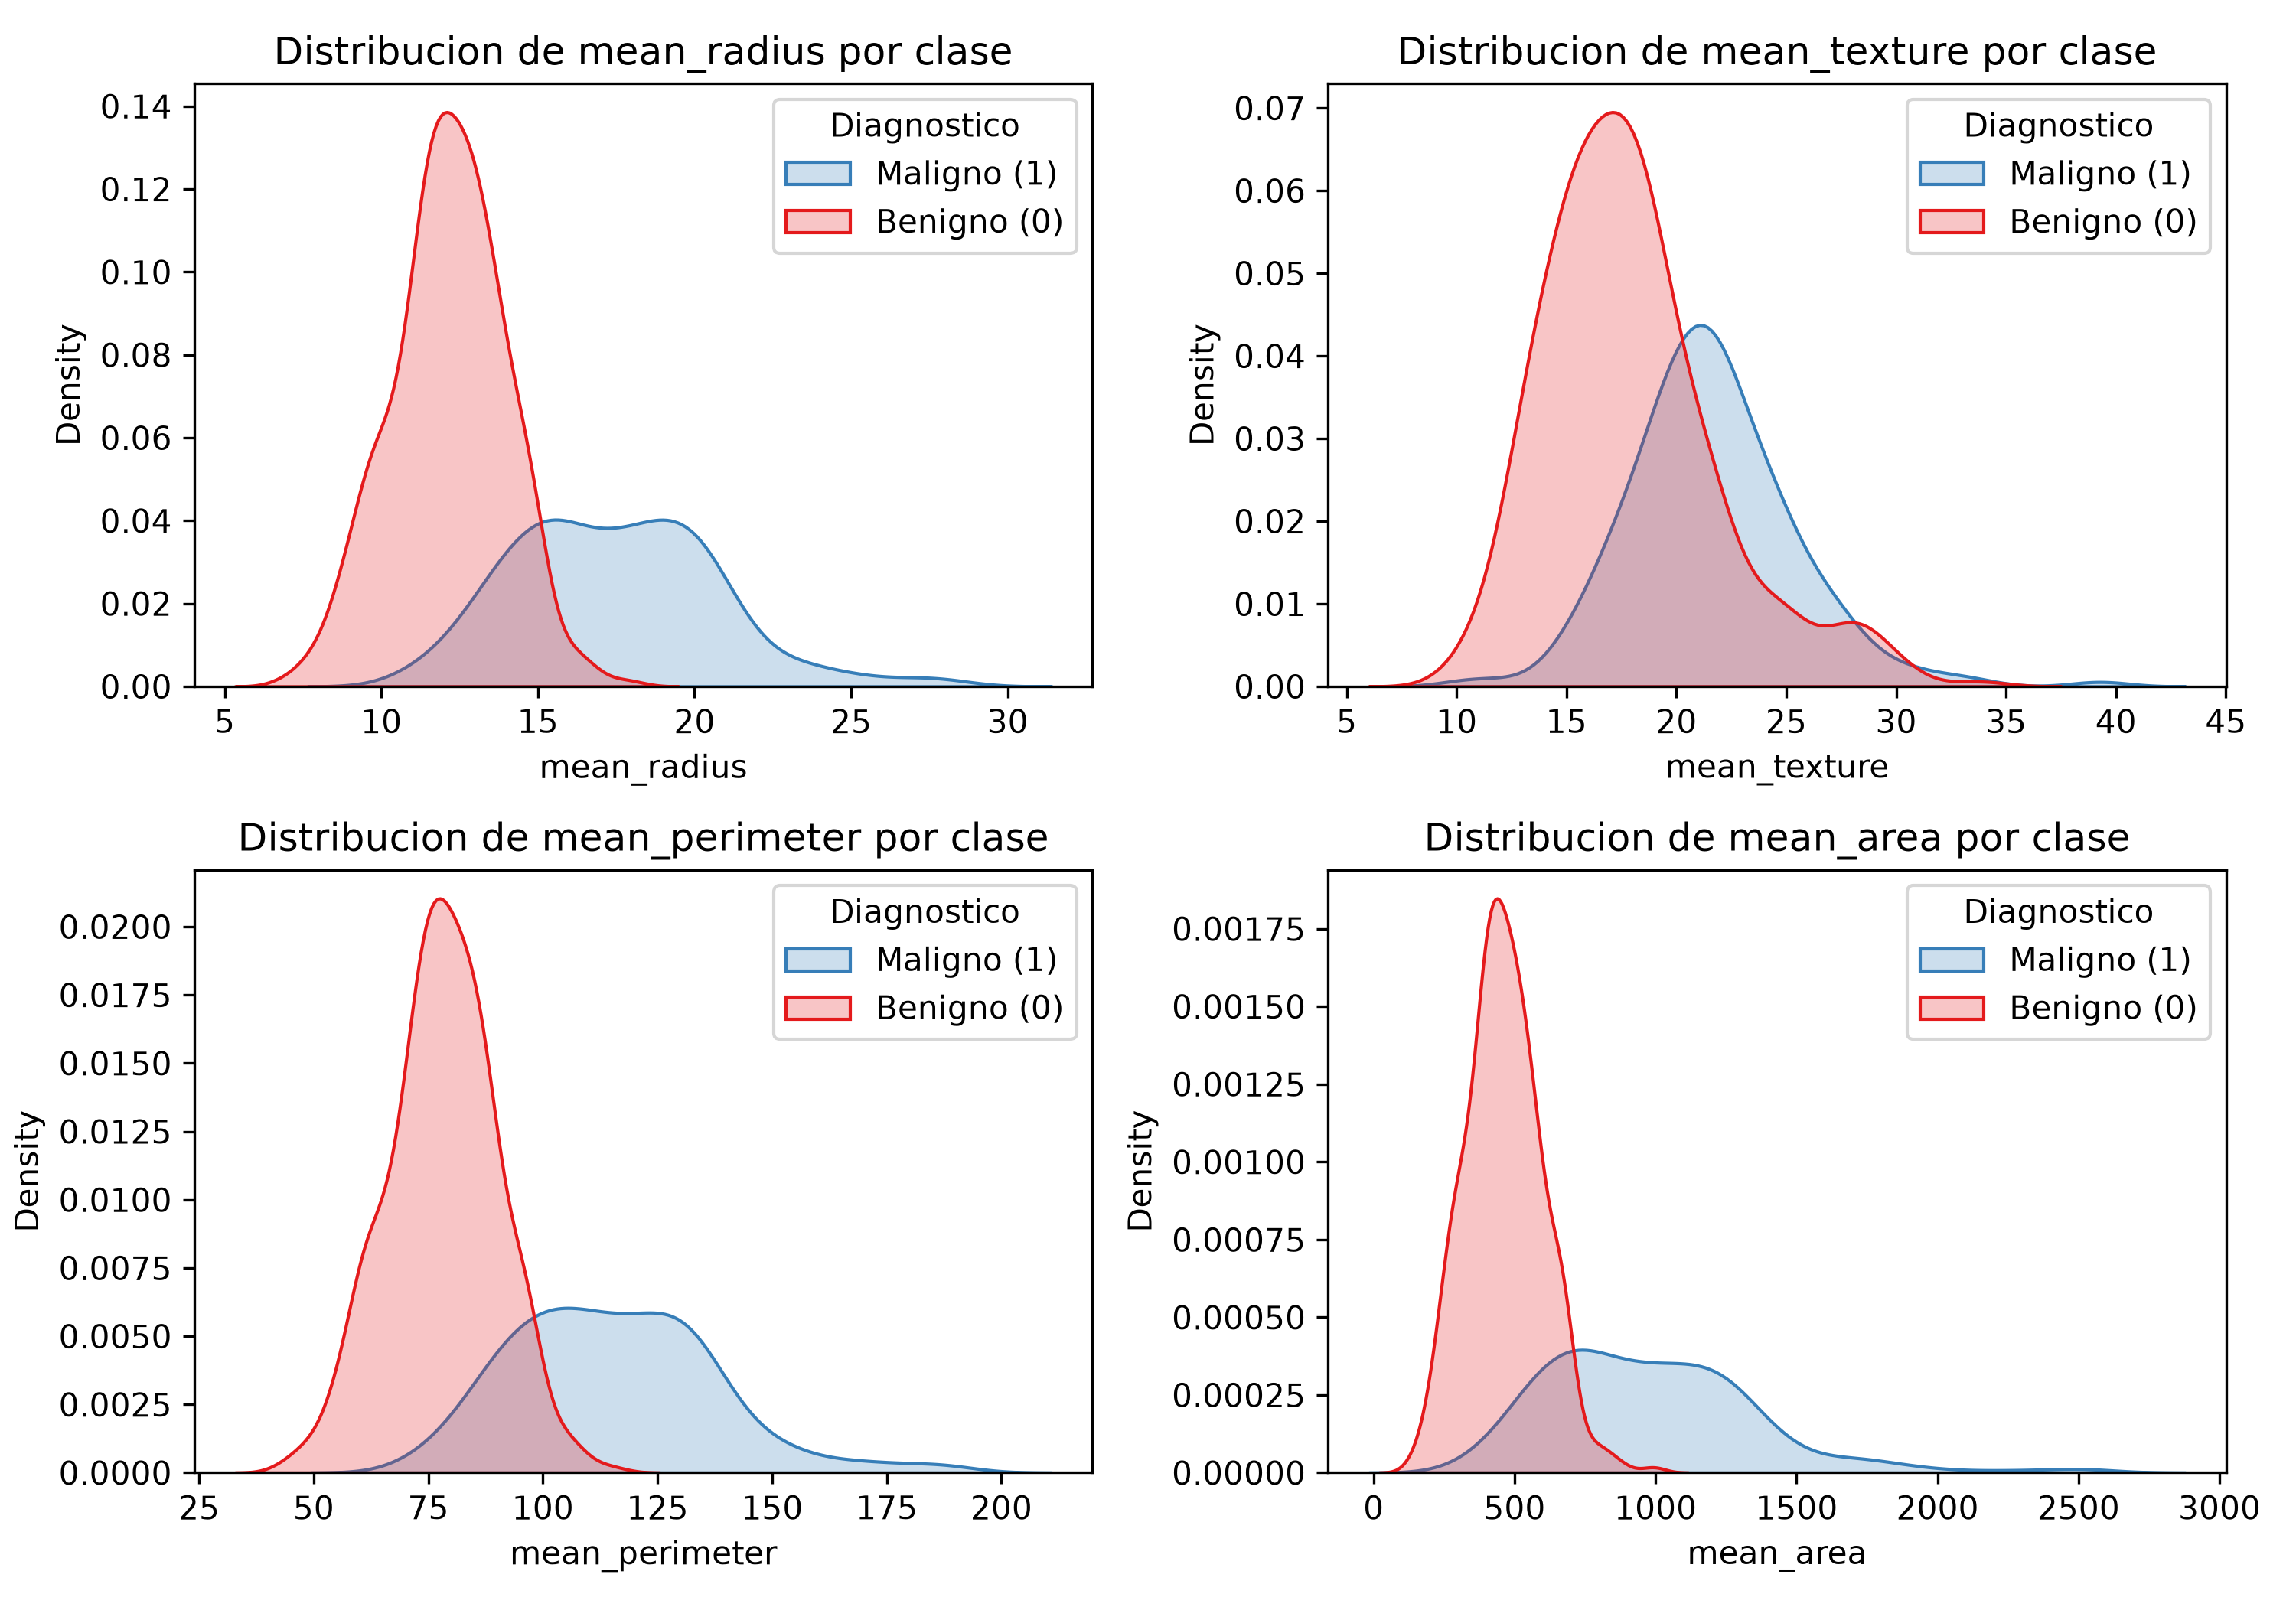 Distribucion de mean_radius por clase
Diagnostico
Maligno (1)
Benigno (0)
Density
0.14
0.12
0.10
0.08
0.06
0.04
0.02
0.00
5 10 15 20 25 30
mean_radius
Distribucion de mean_texture por clase
Diagnostico
Maligno (1)
Benigno (0)
Density
0.07
0.06
0.05
0.04
0.03
0.02
0.01
0.00
5 10 15 20 25 30 35 40 45
mean_texture
Distribucion de mean_perimeter por clase
Diagnostico
Maligno (1)
Benigno (0)
Density
0.0200
0.0175
0.0150
0.0125
0.0100
0.0075
0.0050
0.0025
0.0000
25 50 75 100 125 150 175 200
mean_perimeter
Distribucion de mean_area por clase
Diagnostico
Maligno (1)
Benigno (0)
Density
0.00175
0.00150
0.00125
0.00100
0.00075
0.00050
0.00025
0.00000
0 500 1000 1500 2000 2500 3000
mean_area